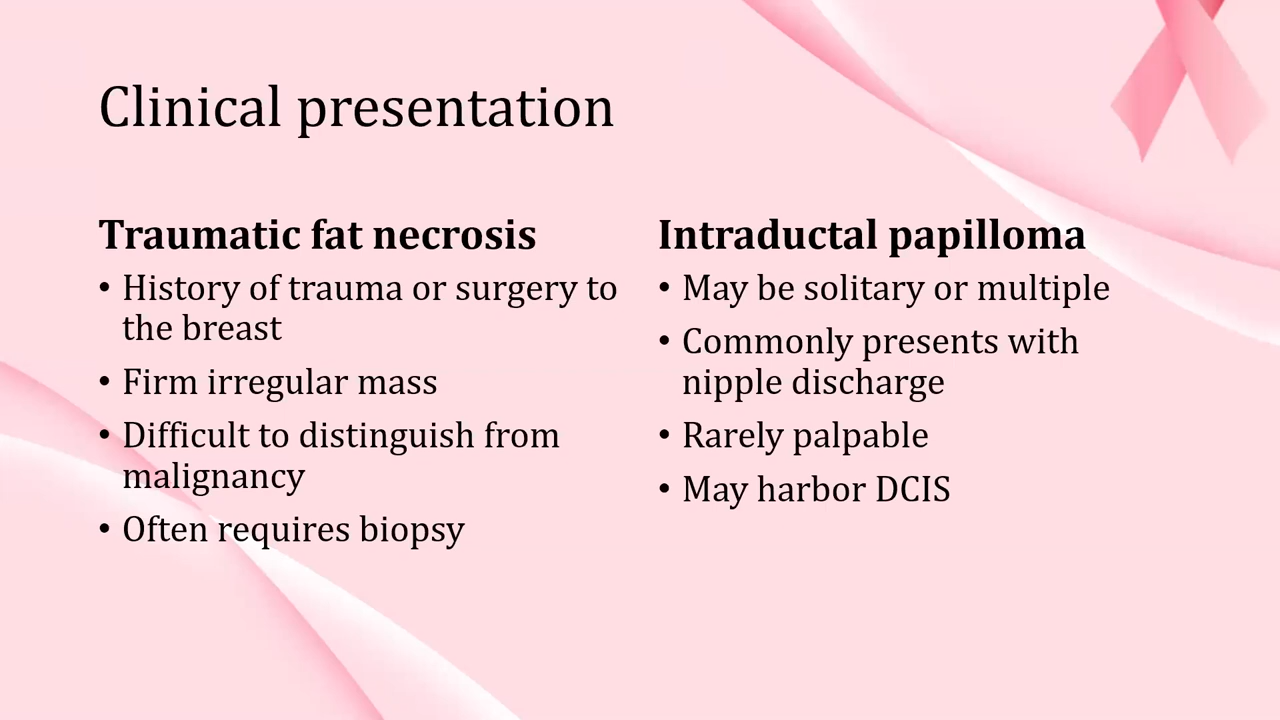 Clinical presentation
Traumatic fat necrosis
• History of trauma or surgery to
the breast
• Firm irregular mass
• Difficult to distinguish from
malignancy
• Often requires biopsy
Intraductal papilloma
• May be solitary or multiple
• Commonly presents with
nipple discharge
• Rarely palpable
• May harbor DCIS